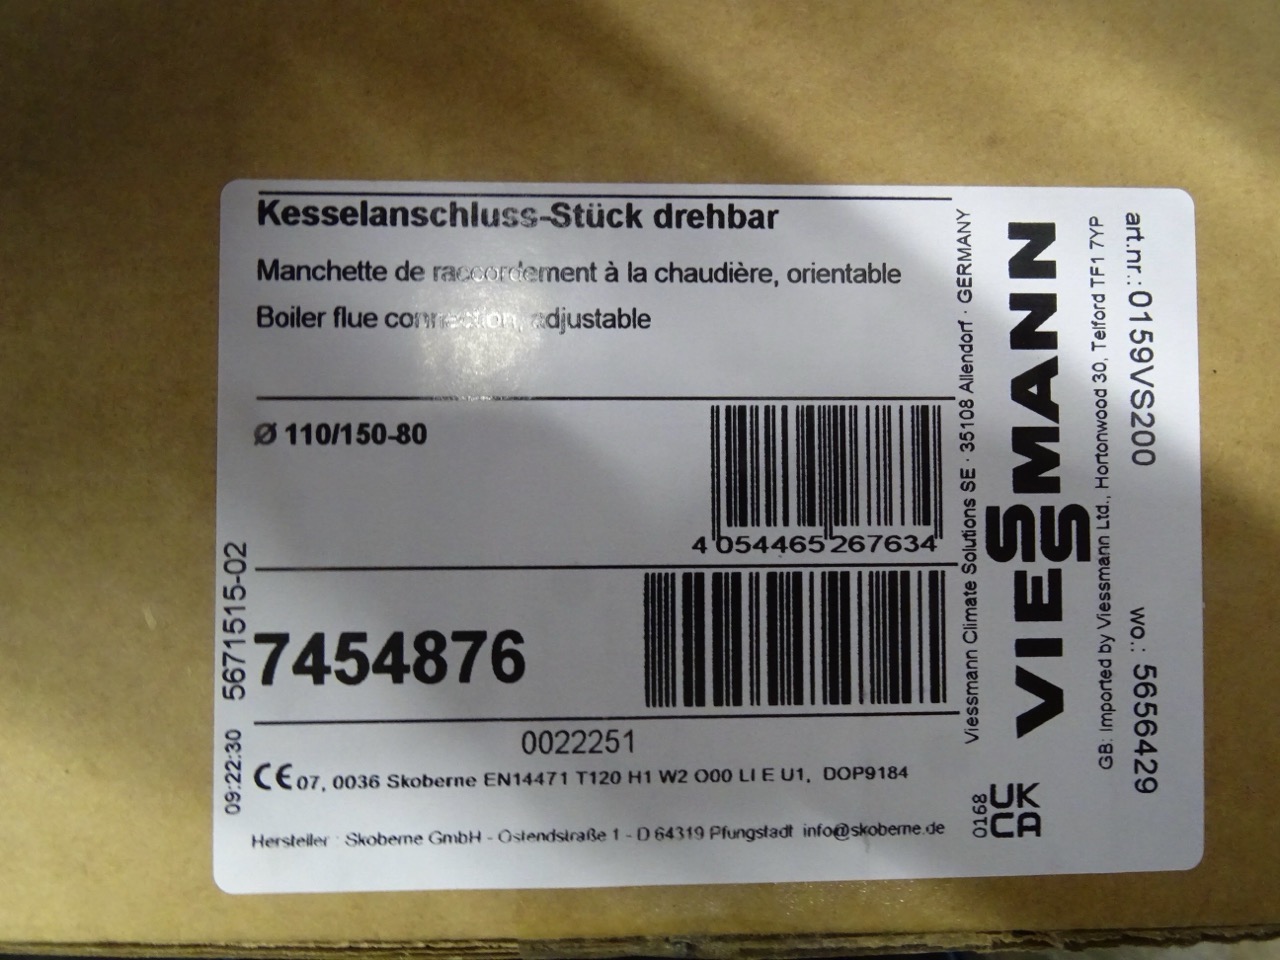 Kesselanschluss-Stück drehbar
Manchette de raccordement à la chaudière, orientable
Boiler flue connection, adjustable
Ø 110/150-80
4 054465 267634
7454876
0022251
CE 07, 0036 Skoberne EN14471 T120 H1 W2 O00 LI E U1, DOP9184
Hersteller : Skoberne GmbH - Ostendstraße 1 - D 64319 Pfungstadt info@skoberne.de
09:22:30 5671515-02
Viessmann Climate Solutions SE · 35108 Allendorf · GERMANY
VIESSMANN
0168
UK
CA
GB: Imported by Viessmann Ltd., Hortonwood 30, Telford TF1 7YP
art.nr.:0159VS200 wo.: 5656429